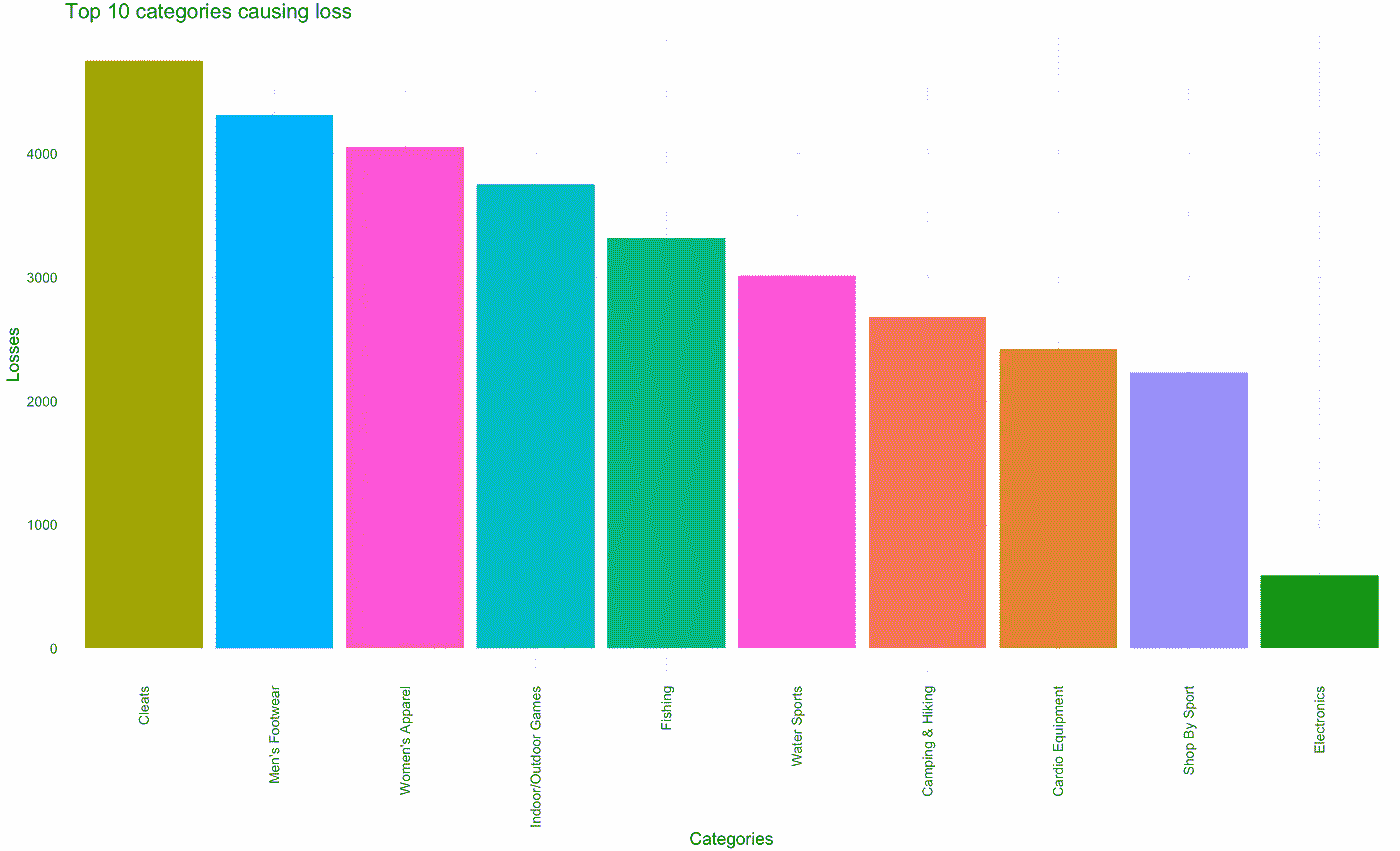 Top 10 categories causing loss
4000
3000
2000
1000
0
Losses
Cleats
Men's Footwear
Women's Apparel
Indoor/Outdoor Games
Fishing
Water Sports
Camping & Hiking
Cardio Equipment
Shop By Sport
Electronics
Categories